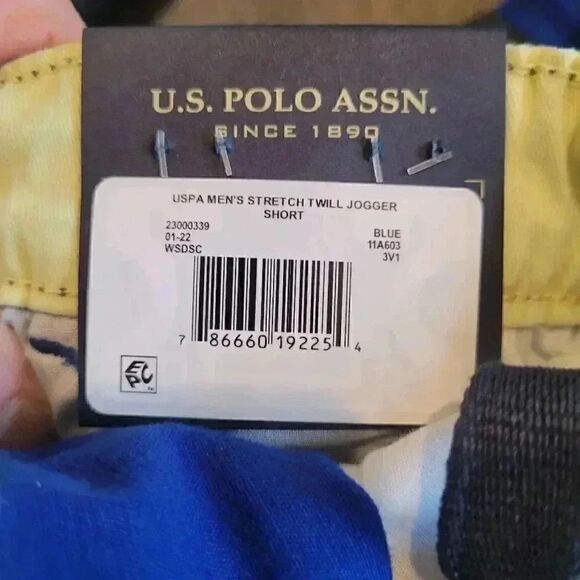 U.S. POLO ASSN.
SINCE 1890
USPA MEN'S STRETCH TWILL JOGGER
SHORT
23000339 BLUE
01-22 11A603
WSDSC 3V1
7 86660 19225 4
EPC